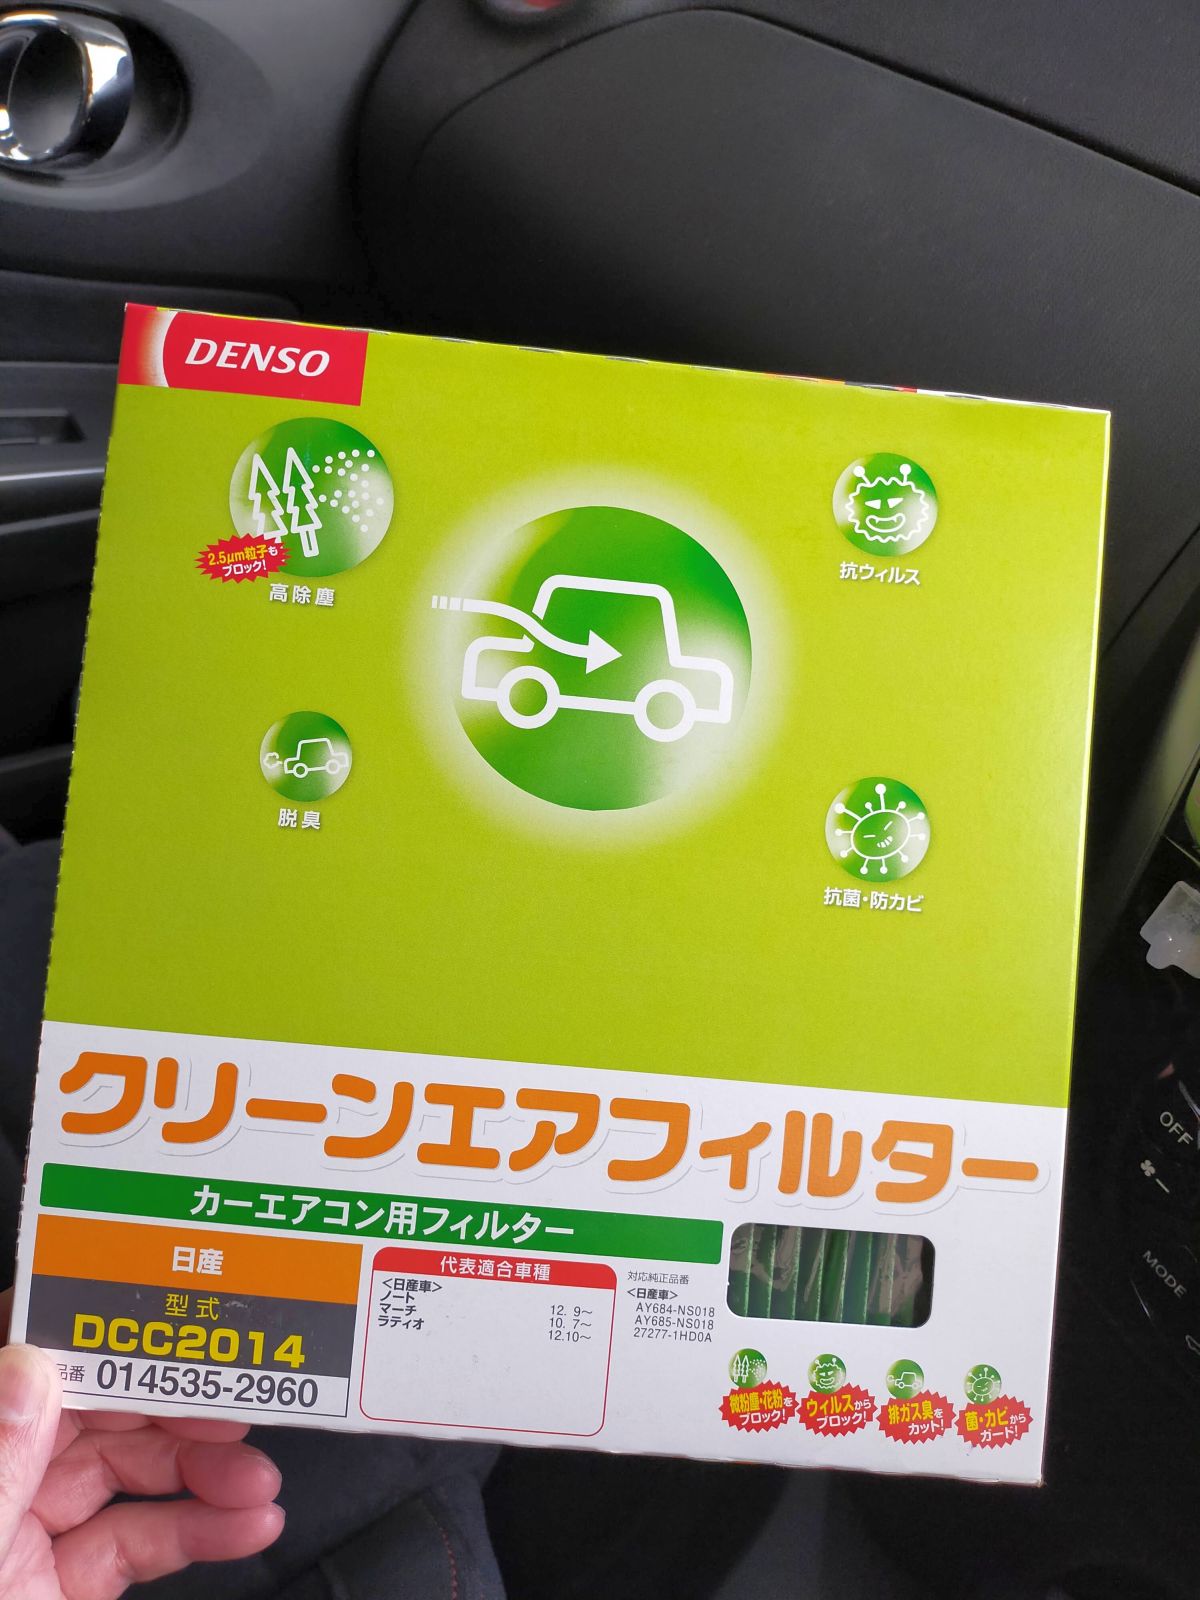 DENSO
2.5μm粒子も
ブロック!
高除塵
抗ウィルス
脱臭
抗菌・防カビ
クリーンエアフィルター
カーエアコン用フィルター
日産
型式
DCC2014
品番 014535-2960
代表適合車種
<日産車>
ノート 12. 9~
マーチ 10. 7~
ラティオ 12.10~
対応純正品番
<日産車>
AY684-NS018
AY685-NS018
27277-1HD0A
微粉塵・花粉を
ブロック!
ウィルスから
ブロック!
排ガス臭を
カット!
菌・カビから
ガード!
OFF
MODE